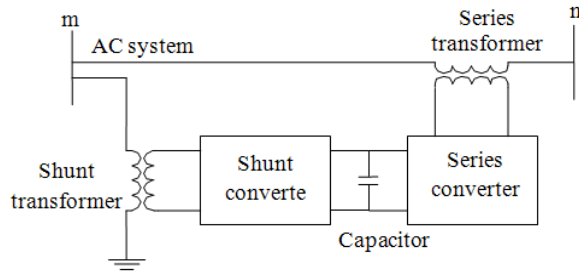 m
n
AC system
Series
transformer
Shunt
transformer
Shunt
converte
Series
converter
Capacitor